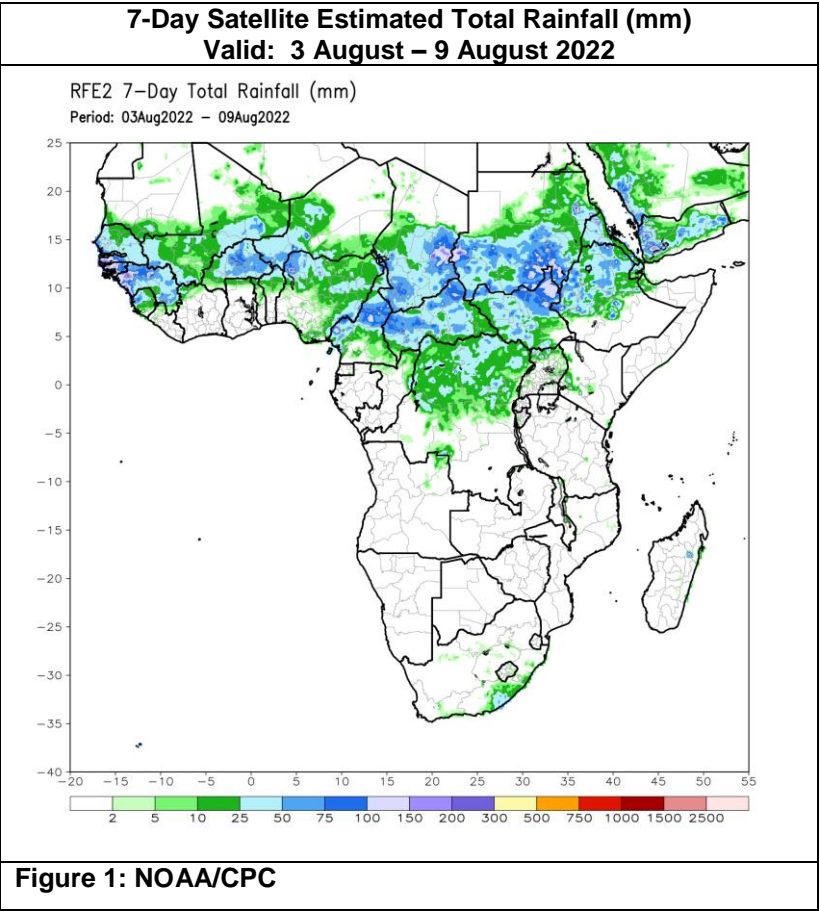 7-Day Satellite Estimated Total Rainfall (mm)
Valid:  3 August – 9 August 2022
RFE2 7-Day Total Rainfall (mm)
Period: 03Aug2022 – 09Aug2022
25
20
15
10
5
0
−5
−10
−15
−20
−25
−30
−35
−40
−20 −15 −10 −5 0 5 10 15 20 25 30 35 40 45 50 55
2 5 10 25 50 75 100 150 200 300 500 750 1000 1500 2500
Figure 1: NOAA/CPC